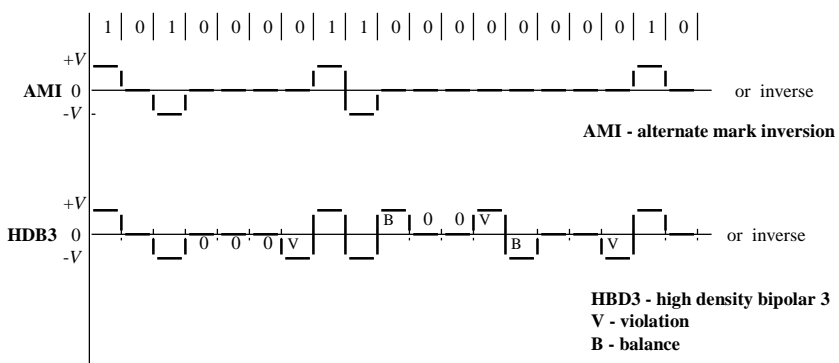 1 | 0 | 1 | 0 | 0 | 0 | 0 | 1 | 1 | 0 | 0 | 0 | 0 | 0 | 0 | 0 | 0 | 1 | 0
+V
AMI 0 or inverse
-V
AMI - alternate mark inversion
+V
B 0 0 V
HDB3 0 or inverse
0 0 0 V B V
-V
HBD3 - high density bipolar 3
V - violation
B - balance